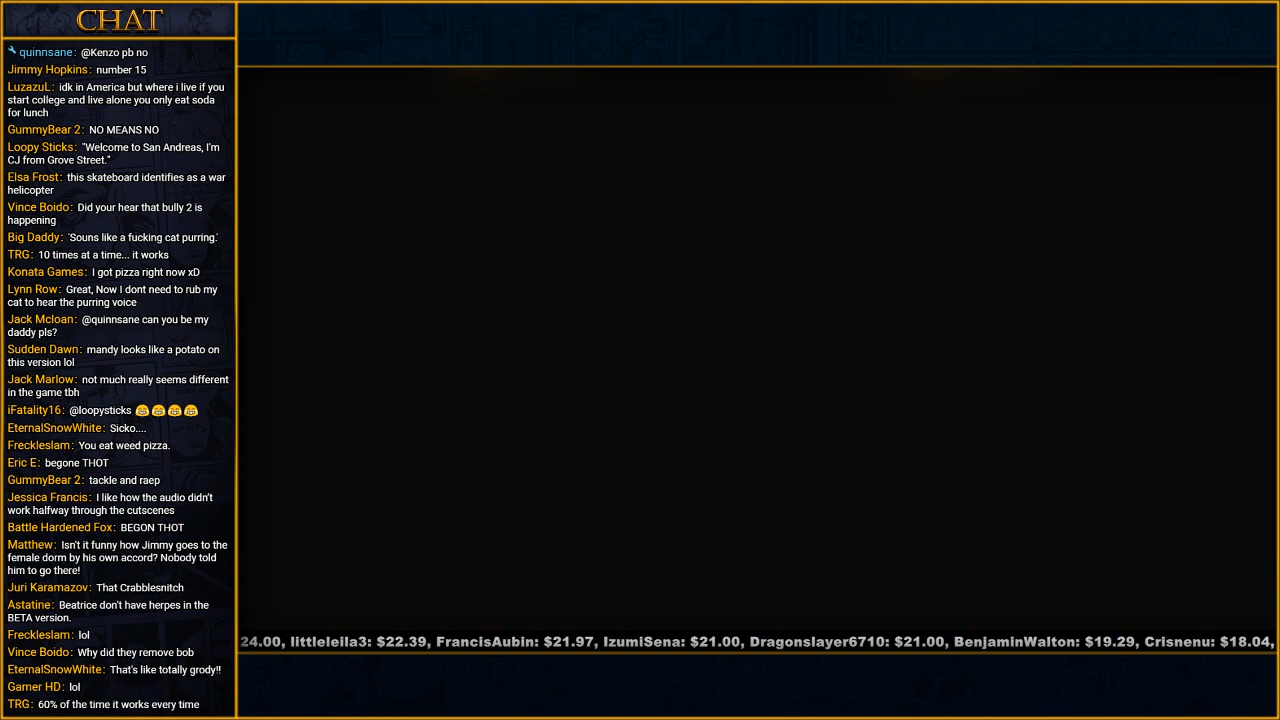 CHAT
quinnsane: @Kenzo pb no
Jimmy Hopkins: number 15
LuzazuL: idk in America but where i live if you
start college and live alone you only eat soda
for lunch
GummyBear 2: NO MEANS NO
Loopy Sticks: "Welcome to San Andreas, I'm
CJ from Grove Street."
Elsa Frost: this skateboard identifies as a war
helicopter
Vince Boido: Did your hear that bully 2 is
happening
Big Daddy: 'Souns like a fucking cat purring.'
TRG: 10 times at a time... it works
Konata Games: I got pizza right now xD
Lynn Row: Great, Now I dont need to rub my
cat to hear the purring voice
Jack Mcloan: @quinnsane can you be my
daddy pls?
Sudden Dawn: mandy looks like a potato on
this version lol
Jack Marlow: not much really seems different
in the game tbh
iFatality16: @loopysticks 😂😂😂😂
EternalSnowWhite: Sicko....
Freckleslam: You eat weed pizza.
Eric E: begone THOT
GummyBear 2: tackle and raep
Jessica Francis: I like how the audio didn't
work halfway through the cutscenes
Battle Hardened Fox: BEGON THOT
Matthew: Isn't it funny how Jimmy goes to the
female dorm by his own accord? Nobody told
him to go there!
Juri Karamazov: That Crabblesnitch
Astatine: Beatrice don't have herpes in the
BETA version.
Freckleslam: lol
Vince Boido: Why did they remove bob
EternalSnowWhite: That's like totally grody!!
Gamer HD: lol
TRG: 60% of the time it works every time
24.00, littleleila3: $22.39, FrancisAubin: $21.97, IzumiSena: $21.00, Dragonslayer6710: $21.00, BenjaminWalton: $19.29, Crisnenu: $18.04,